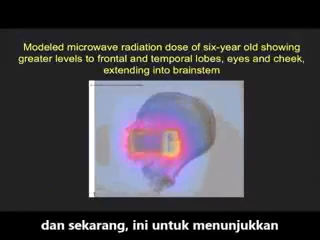 Modeled microwave radiation dose of six-year old showing
greater levels to frontal and temporal lobes, eyes and cheek,
extending into brainstem
dan sekarang, ini untuk menunjukkan